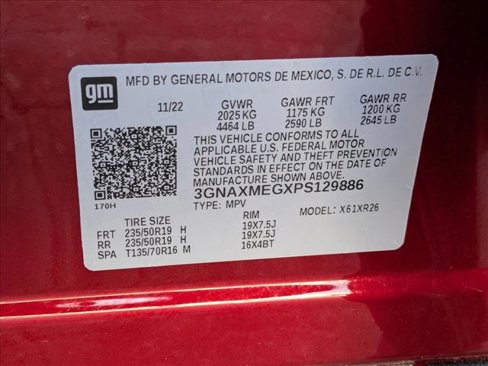 gm MFD BY GENERAL MOTORS DE MEXICO, S. DE R.L. DE C.V.
11/22 GVWR GAWR FRT GAWR RR
2025 KG 1175 KG 1200 KG
4464 LB 2590 LB 2645 LB
THIS VEHICLE CONFORMS TO ALL
APPLICABLE U.S. FEDERAL MOTOR
VEHICLE SAFETY AND THEFT PREVENTION
STANDARDS IN EFFECT ON THE DATE OF
MANUFACTURE SHOWN ABOVE.
3GNAXMEGXPS129886
170H TYPE: MPV MODEL: X61XR26
TIRE SIZE RIM
FRT 235/50R19 H 19X7.5J
RR 235/50R19 H 19X7.5J
SPA T135/70R16 M 16X4BT